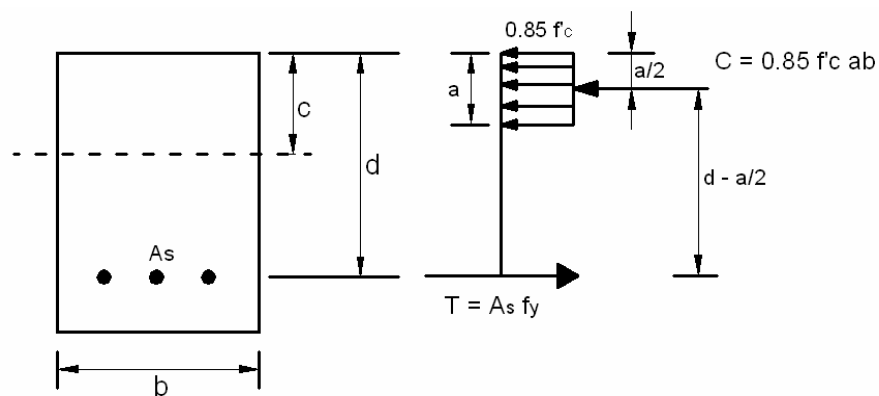 0.85 f'c
C = 0.85 f'c ab
a/2
a
c
d
d - a/2
As
T = As fy
b